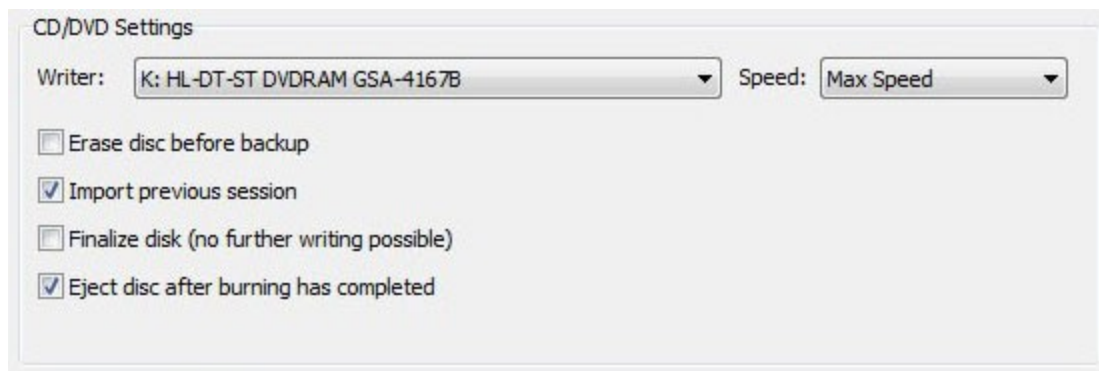 CD/DVD Settings
Writer: K: HL-DT-ST DVDRAM GSA-4167B Speed: Max Speed
Erase disc before backup
Import previous session
Finalize disk (no further writing possible)
Eject disc after burning has completed